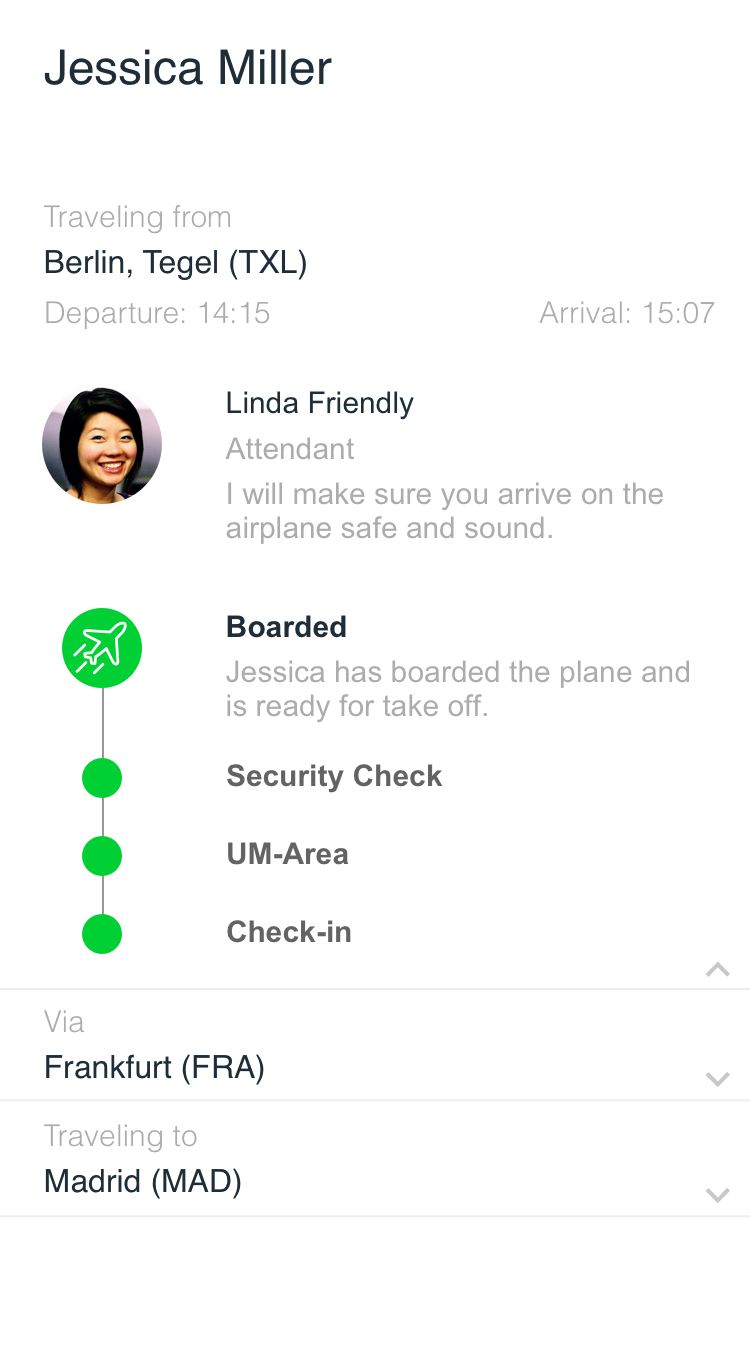 Jessica Miller
Traveling from
Berlin, Tegel (TXL)
Departure: 14:15 Arrival: 15:07
Linda Friendly
Attendant
I will make sure you arrive on the
airplane safe and sound.
Boarded
Jessica has boarded the plane and
is ready for take off.
Security Check
UM-Area
Check-in
Via
Frankfurt (FRA)
Traveling to
Madrid (MAD)